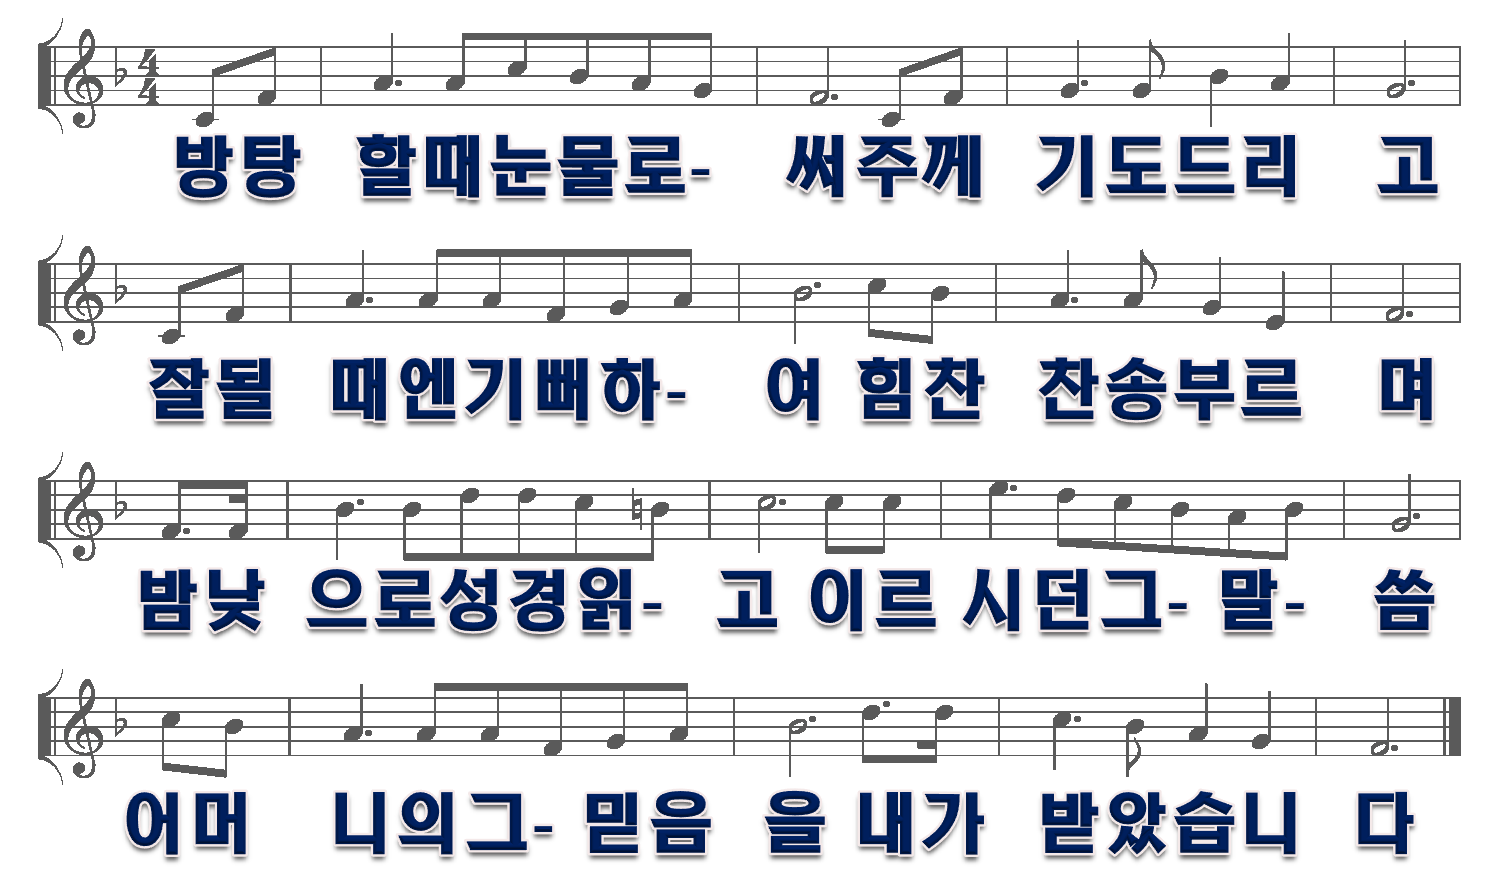 방탕 할때눈물로- 써주께 기도드리 고
잘될 때엔기뻐하- 여 힘찬 찬송부르 며
밤낮 으로성경읽- 고 이르 시던그- 말- 씀
어머 니의그- 믿음 을 내가 받았습니 다